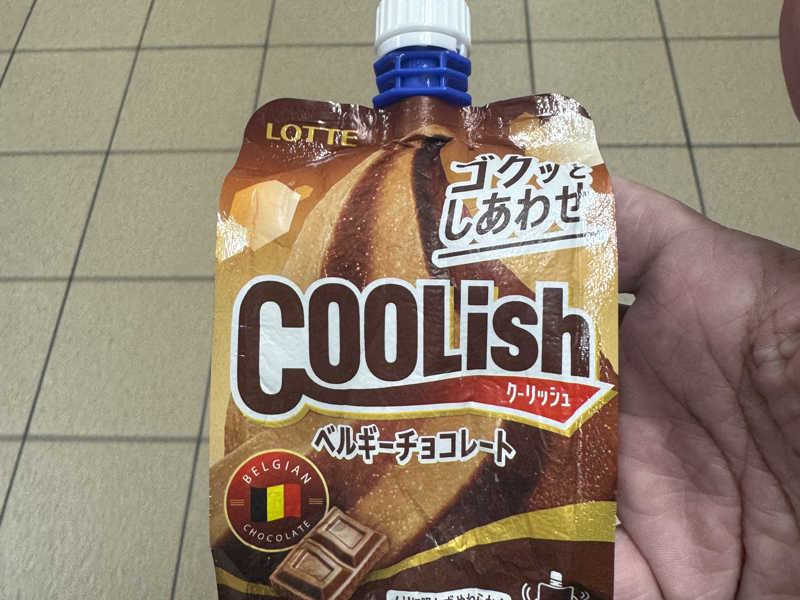 LOTTE
ゴクッと
しあわせ
COOLish
クーリッシュ
ベルギーチョコレート
BELGIAN
CHOCOLATE